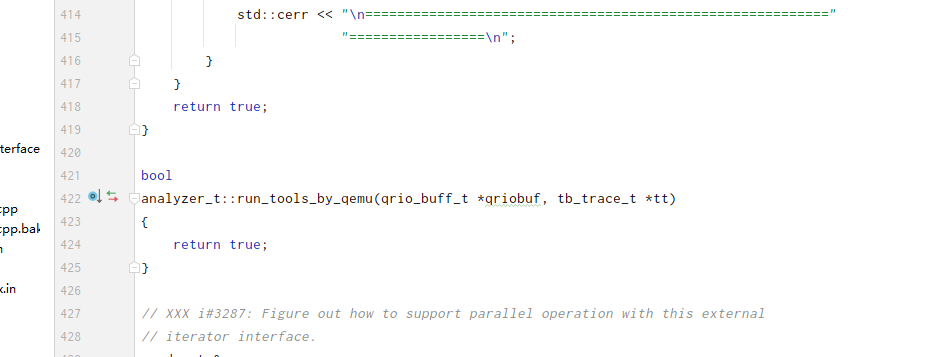 414 std::cerr << "\n==========================================================="
415 "=================\n";
416 }
417 }
418 return true;
419 }
420
421 bool
422 analyzer_t::run_tools_by_qemu(qrio_buff_t *qriobuf, tb_trace_t *tt)
423 {
424 return true;
425 }
426
427 // XXX i#3287: Figure out how to support parallel operation with this external
428 // iterator interface.
terface
cpp
cpp.bak
x.in